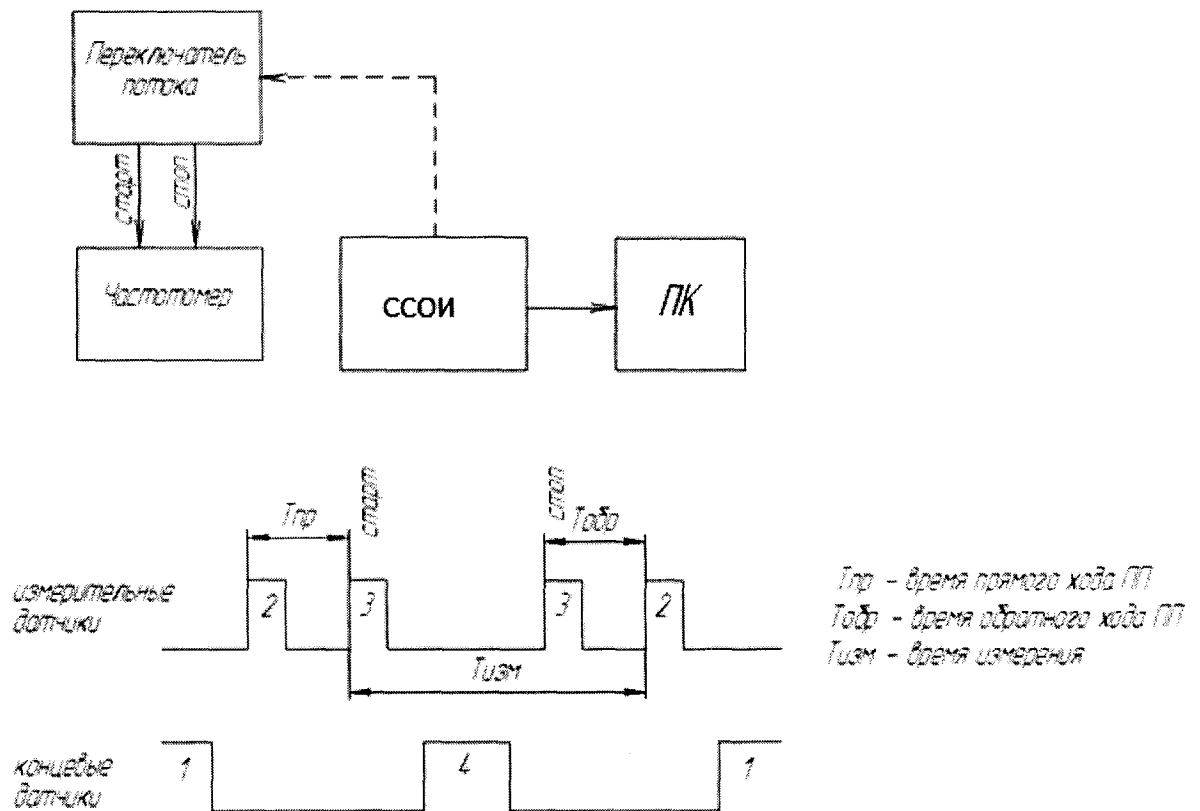 Переключатель
потока
старт
стоп
Частотомер
ССОИ
ПК
Тпр
старт
стоп
Тобр
измерительные
датчики
2
3
3
2
Тизм
Тпр - время прямого хода ПП
Тобр - время обратного хода ПП
Тизм - время измерения
концевые
датчики
1
4
1